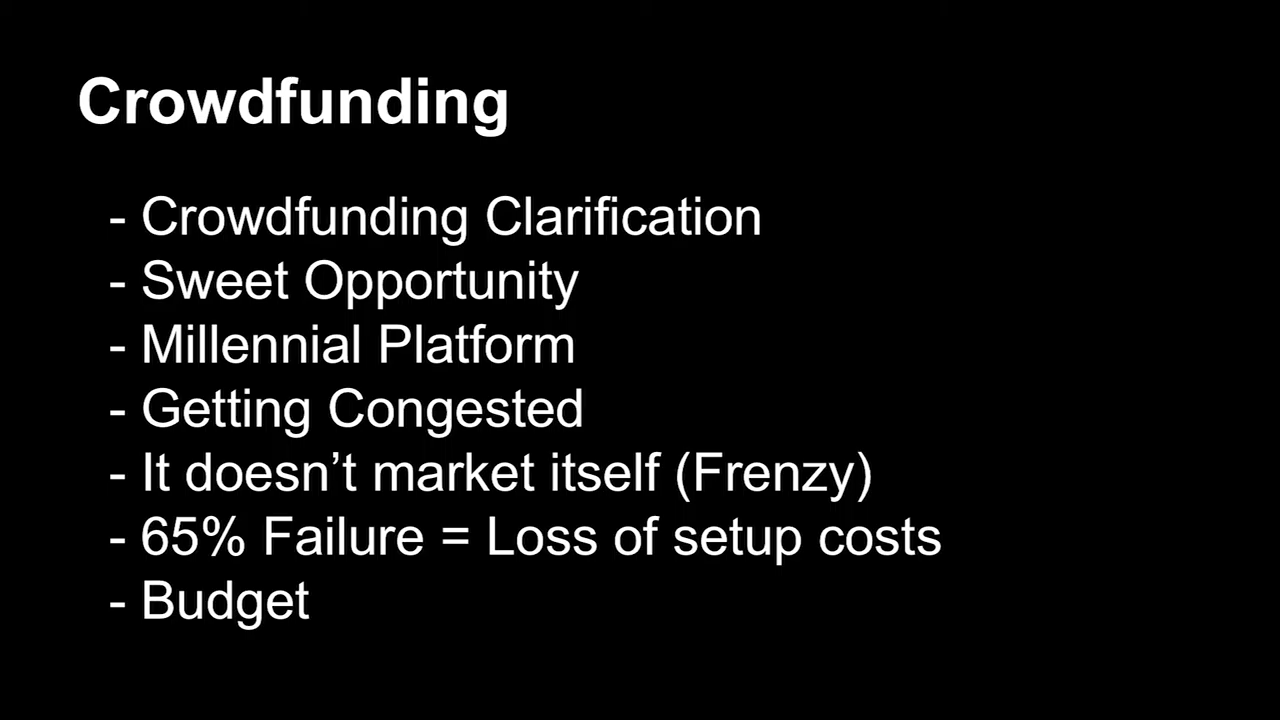 Crowdfunding
- Crowdfunding Clarification
- Sweet Opportunity
- Millennial Platform
- Getting Congested
- It doesn’t market itself (Frenzy)
- 65% Failure = Loss of setup costs
- Budget